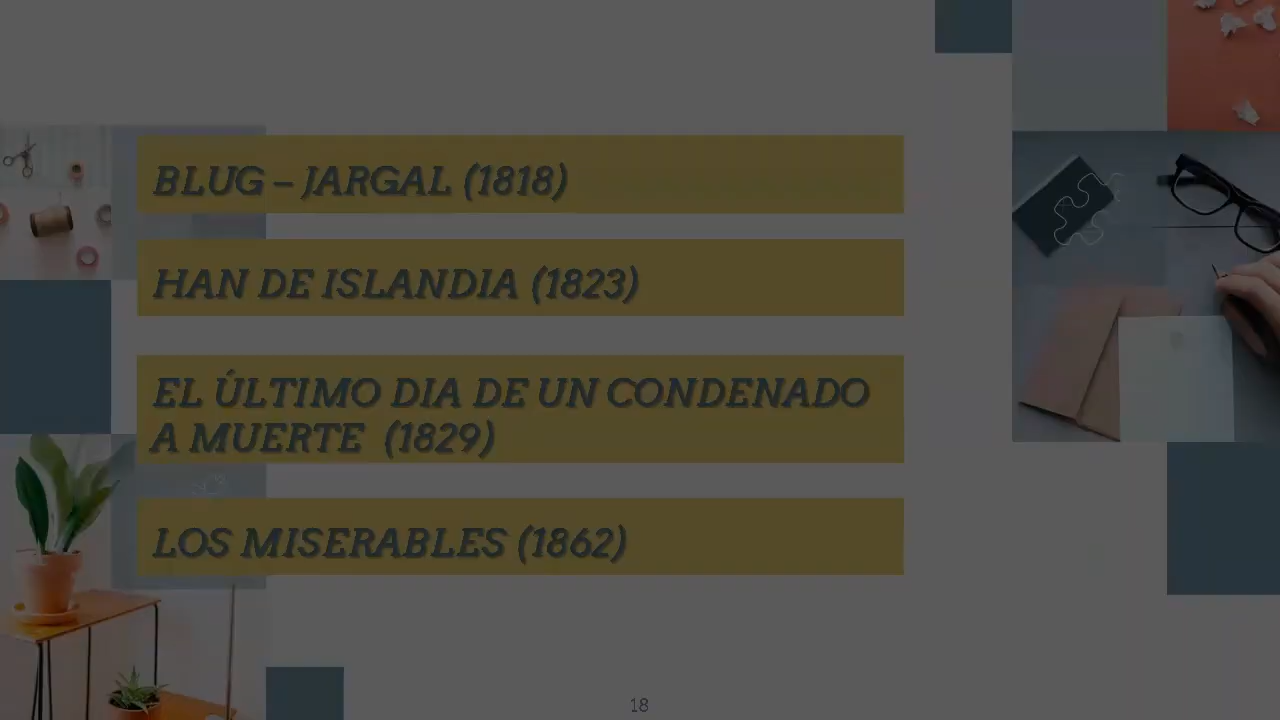 BLUG – JARGAL (1818)
HAN DE ISLANDIA (1823)
EL ÚLTIMO DIA DE UN CONDENADO
A MUERTE (1829)
LOS MISERABLES (1862)
18